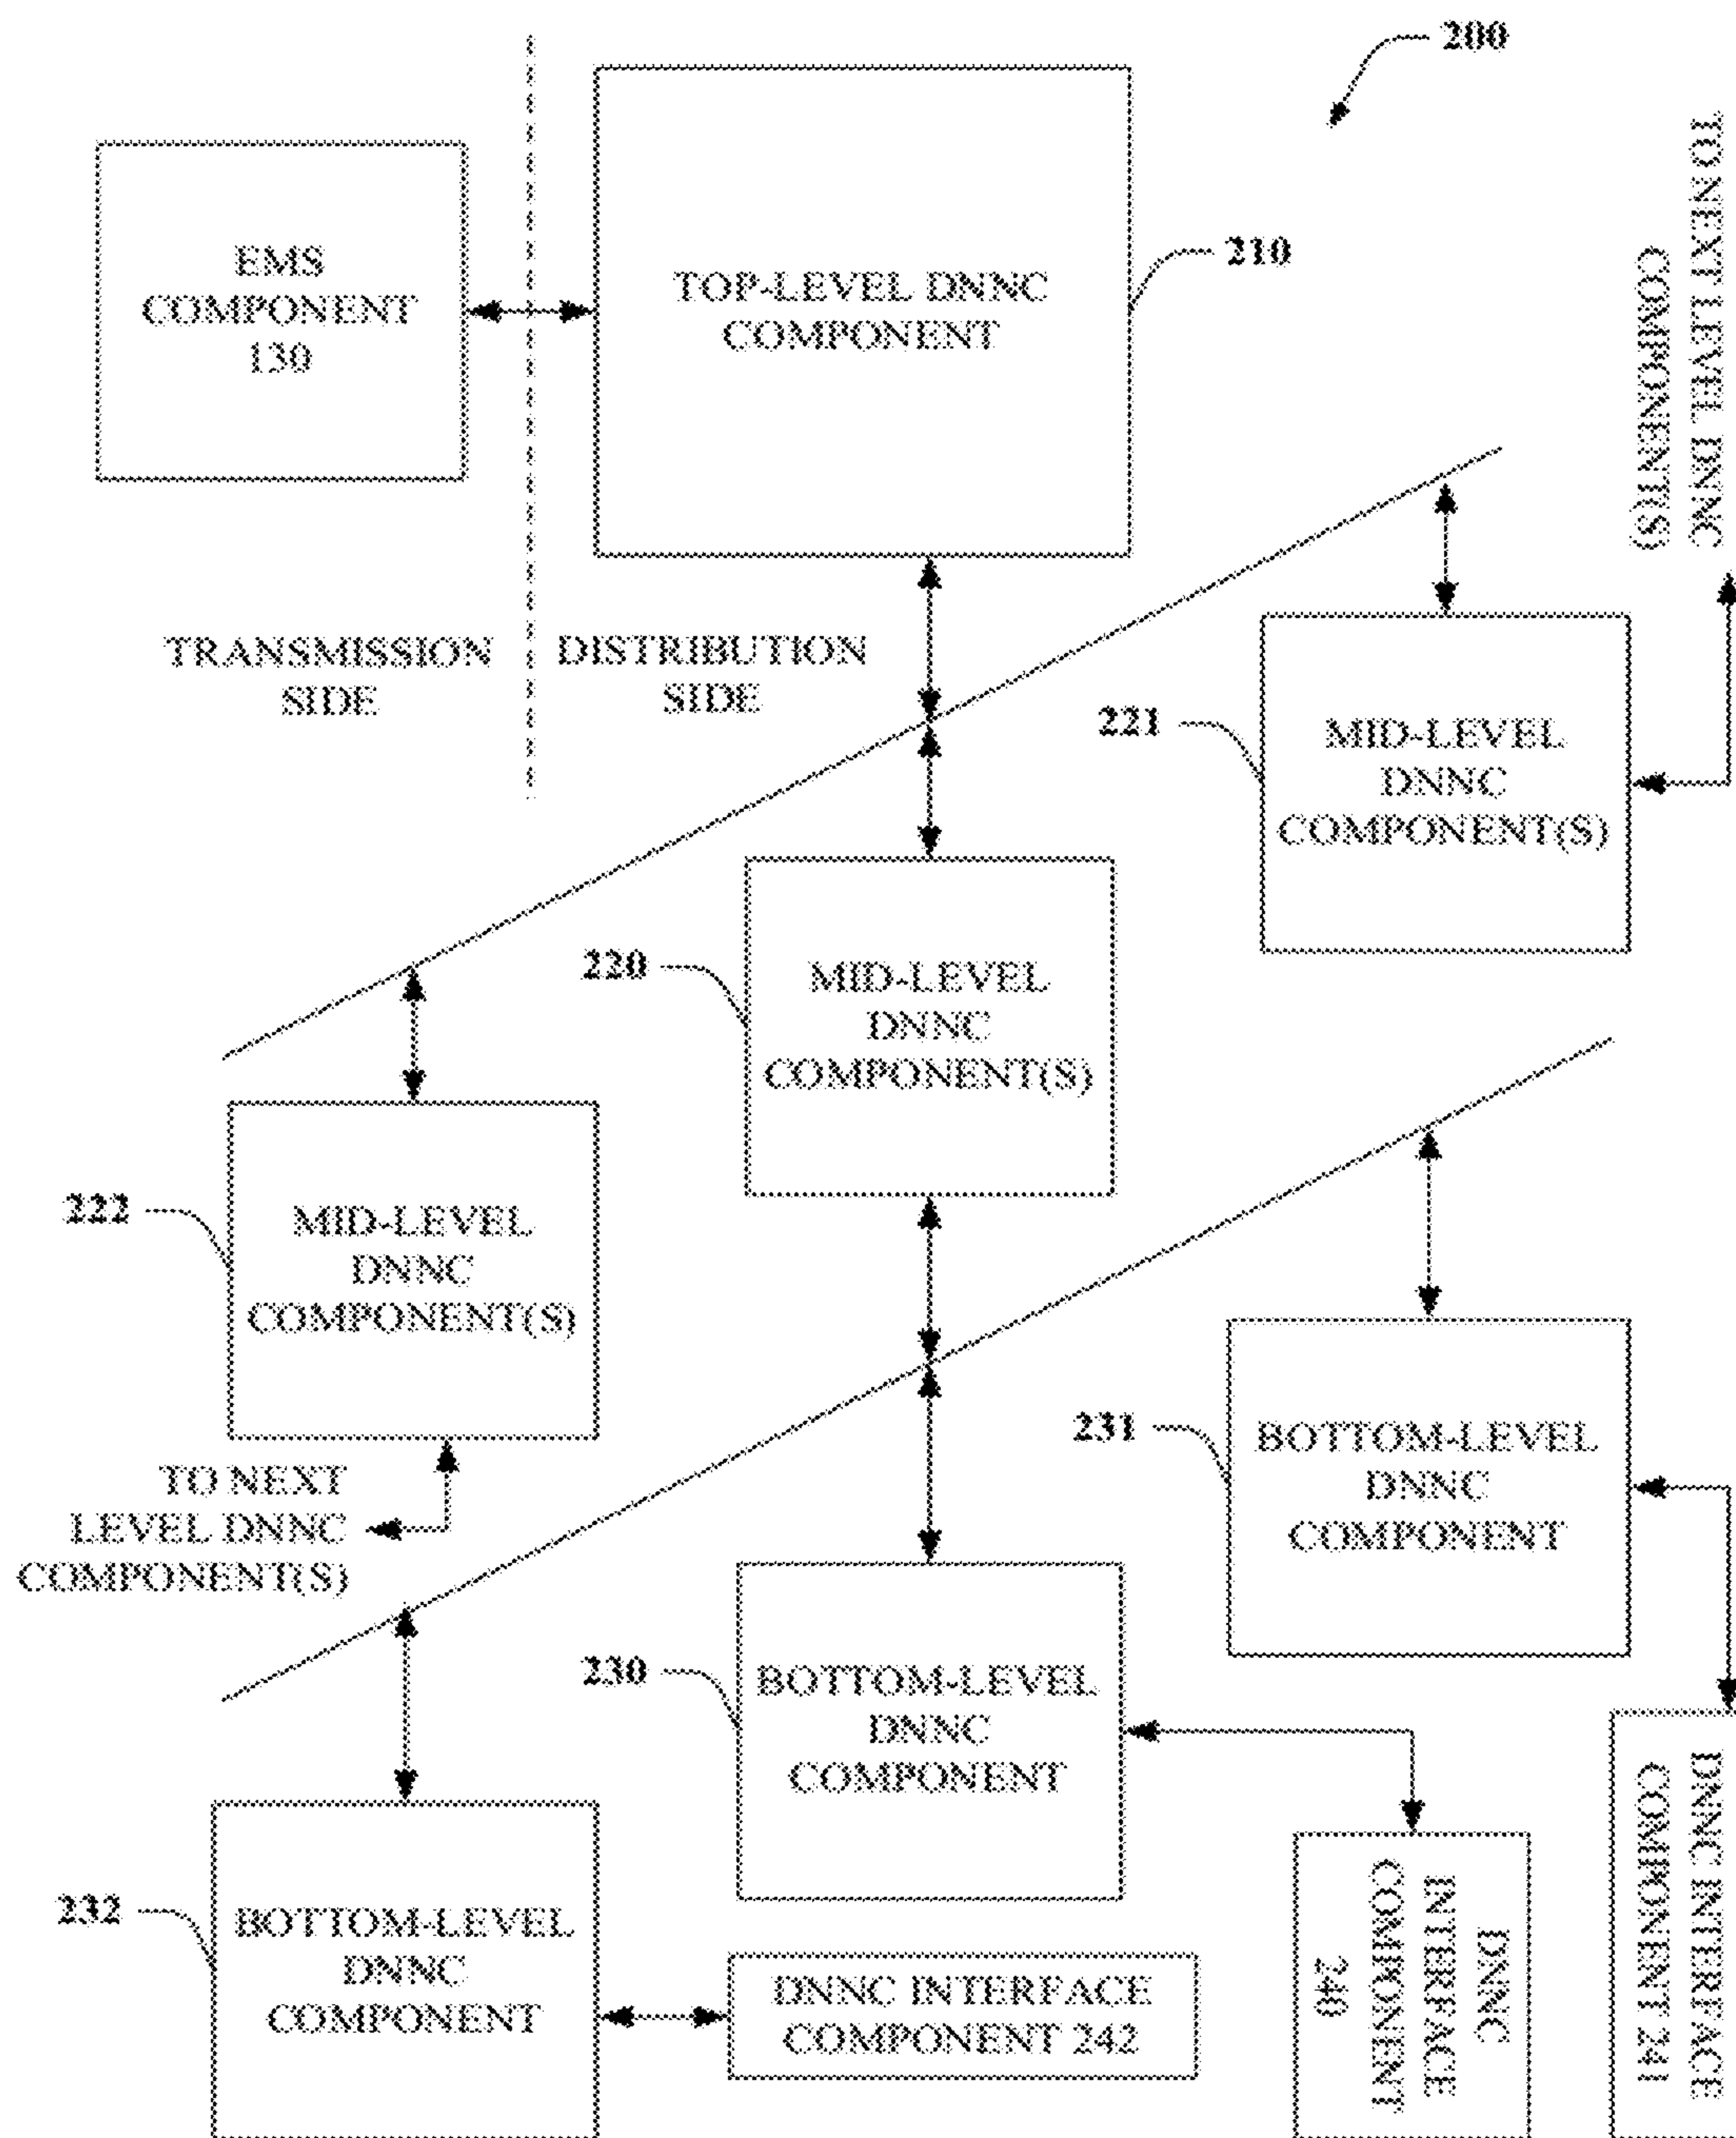 200
EMS
COMPONENT
130
TOP-LEVEL DNNC
COMPONENT
210
TO NEXT LEVEL DNNC
COMPONENT(S)
TRANSMISSION
SIDE
DISTRIBUTION
SIDE
221
MID-LEVEL
DNNC
COMPONENT(S)
220
MID-LEVEL
DNNC
COMPONENT(S)
222
MID-LEVEL
DNNC
COMPONENT(S)
TO NEXT
LEVEL DNNC
COMPONENT(S)
231
BOTTOM-LEVEL
DNNC
COMPONENT
230
BOTTOM-LEVEL
DNNC
COMPONENT
232
BOTTOM-LEVEL
DNNC
COMPONENT
DNNC INTERFACE
COMPONENT 242
DNNC
INTERFACE
COMPONENT
240
DNNC INTERFACE
COMPONENT 241